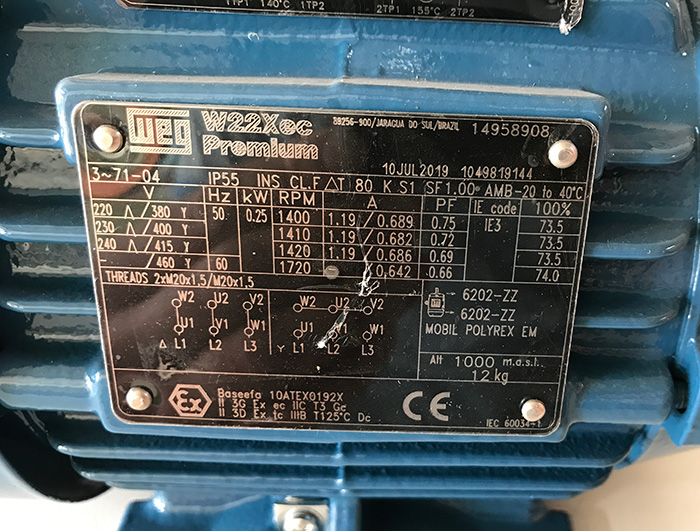 1TP1 140°C 1TP2 2TP1 155°C 2TP2
WEG W22Xec Premium
89256-900/JARAGUA DO SUL/BRAZIL 14958908
10JUL2019 1049819144
3~71-04 IP55 INS CL.F ΔT 80 K S1 SF1.00 AMB-20 to 40°C
V Hz kW RPM A PF IE code 100%
220 Δ/380 Y 50 0.25 1400 1.19/0.689 0.75 IE3 73.5
230 Δ/400 Y 1410 1.19/0.682 0.72 73.5
240 Δ/415 Y 1420 1.19/0.686 0.69 73.5
-/460 Y 60 1720 0.642 0.66 74.0
THREADS 2xM20x1.5/M20x1.5
W2 U2 V2 W2 U2 V2
U1 V1 W1 U1 W1
Δ L1 L2 L3 Y L1 L2 L3
6202-ZZ
6202-ZZ
MOBIL POLYREX EM
Alt 1000 m.a.s.l.
12kg
Ex
Baseefa 10ATEX0192X
II 3G Ex ec IIC T3 Gc
II 3D Ex tc IIIB T125°C Dc
CE
IEC 60034-1